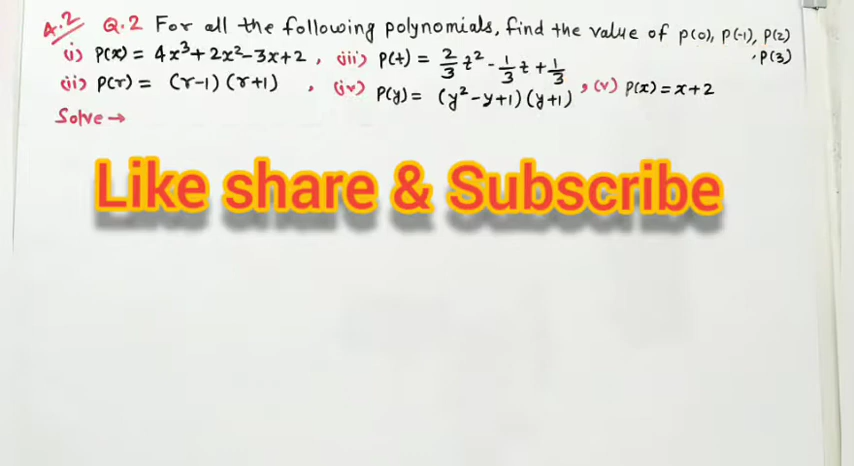 4.2 Q.2 For all the following polynomials, find the value of p(0), p(-1), p(2)
, p(3)
(i) p(x) = 4x³+2x²-3x+2 , (iii) p(t) = 2/3 z² - 1/3 z + 1/3
(ii) p(r) = (r-1) (r+1) , (iv) p(y) = (y²-y+1) (y+1) , (v) p(x) = x+2
Solve →
Like share & Subscribe